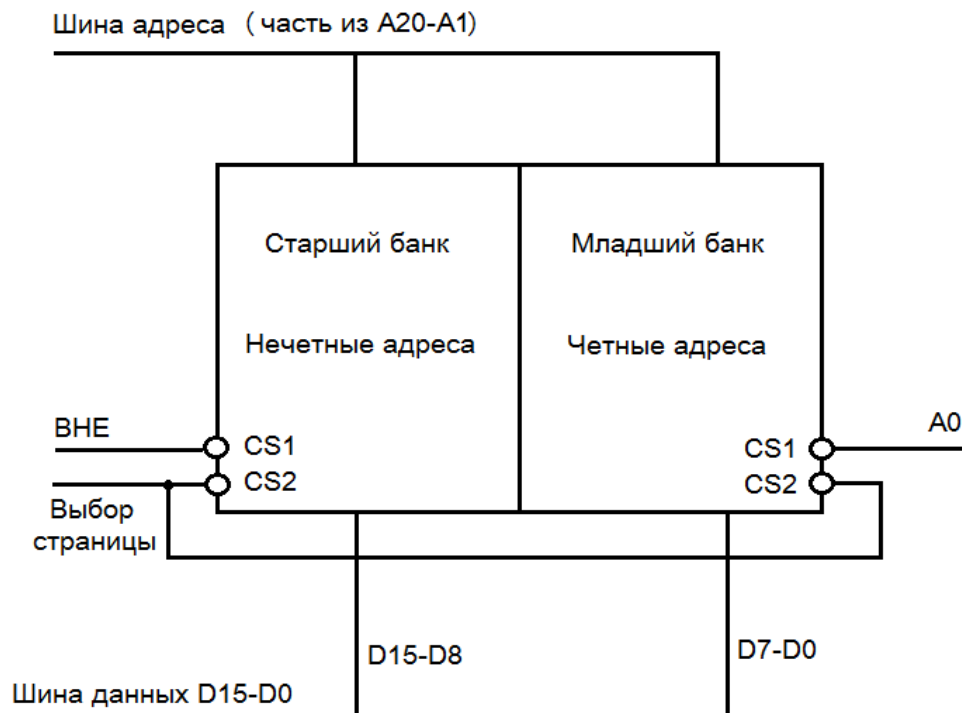 Шина адреса ( часть из A20-A1)
Старший банк
Младший банк
Нечетные адреса
Четные адреса
BHE
A0
CS1
CS1
CS2
CS2
Выбор
страницы
D15-D8
D7-D0
Шина данных D15-D0